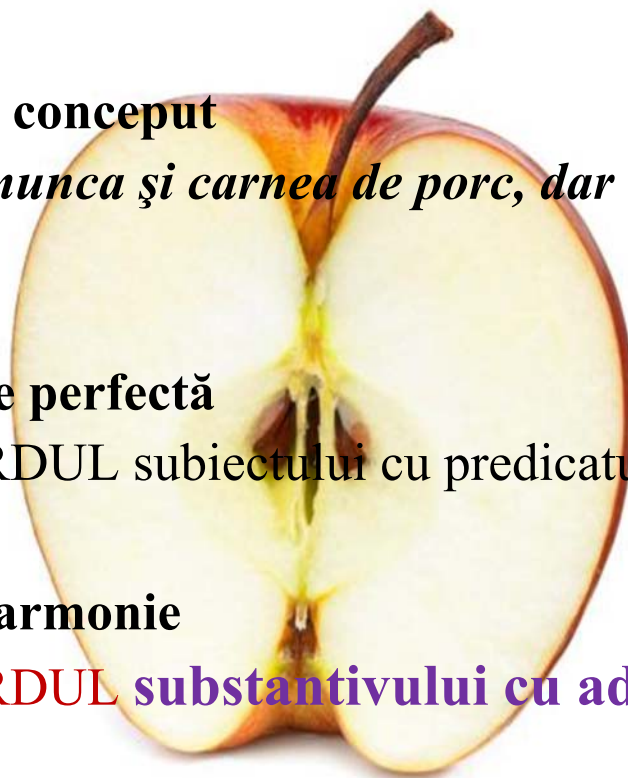 conceput
munca şi carnea de porc, dar
e perfectă
RDUL subiectului cu predicatu
armonie
RDUL substantivului cu ad